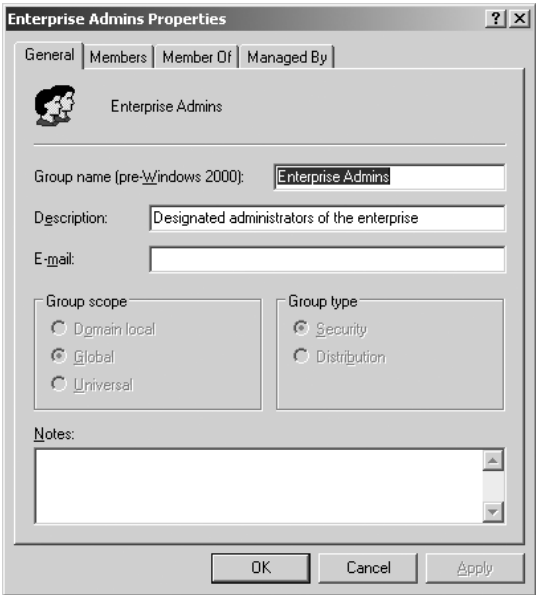 Enterprise Admins Properties
General Members Member Of Managed By
Enterprise Admins
Group name (pre-Windows 2000): Enterprise Admins
Description: Designated administrators of the enterprise
E-mail:
Group scope Group type
Domain local Security
Global Distribution
Universal
Notes:
OK Cancel Apply